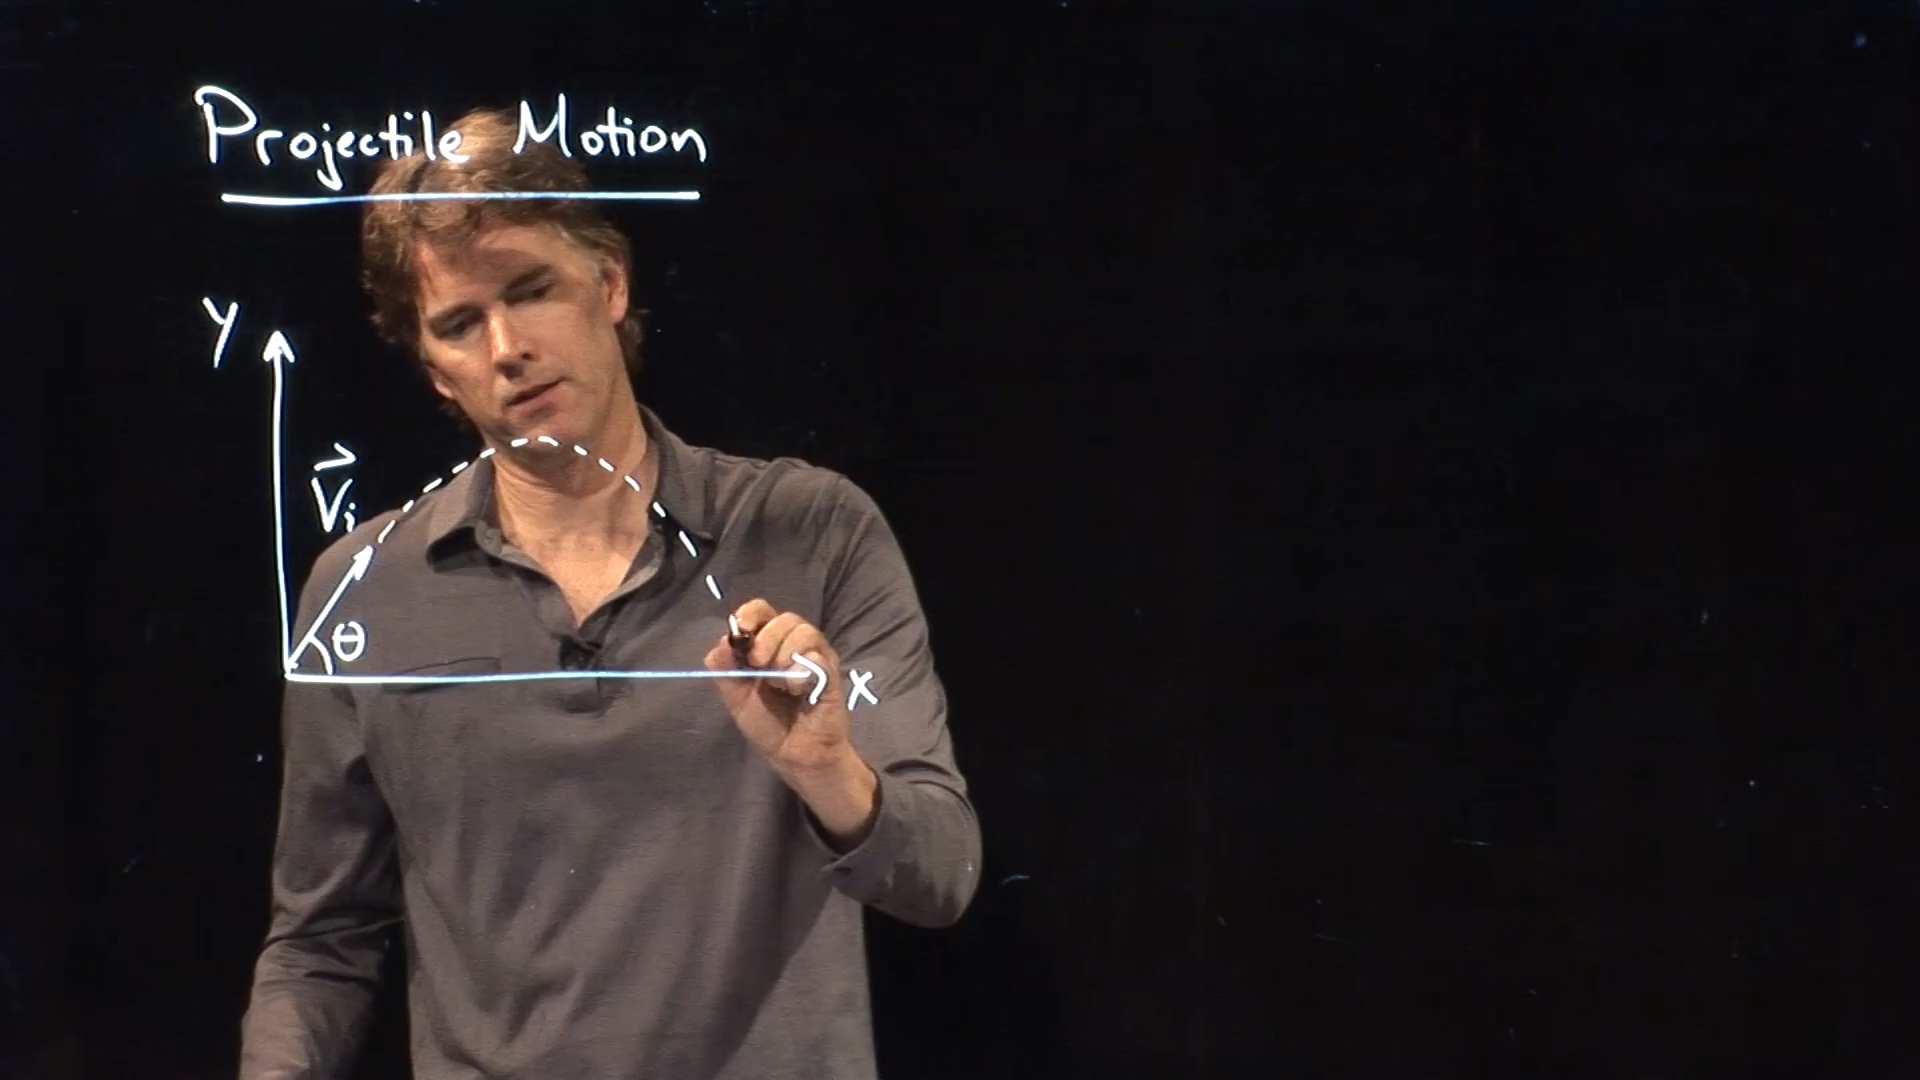 Projectile Motion
y
v⃗ᵢ
θ
x